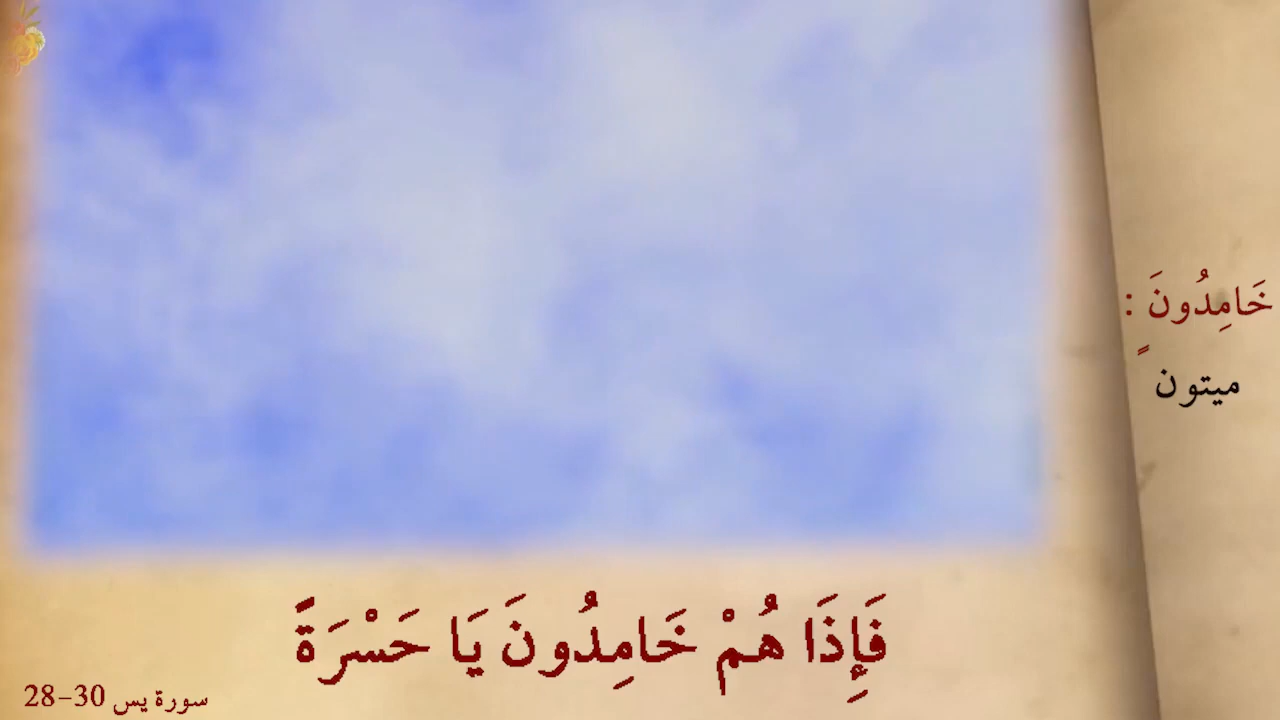 خَامِدُونَ :
ميتون
فَإِذَا هُمْ خَامِدُونَ يَا حَسْرَةً
سورة يس 30-28